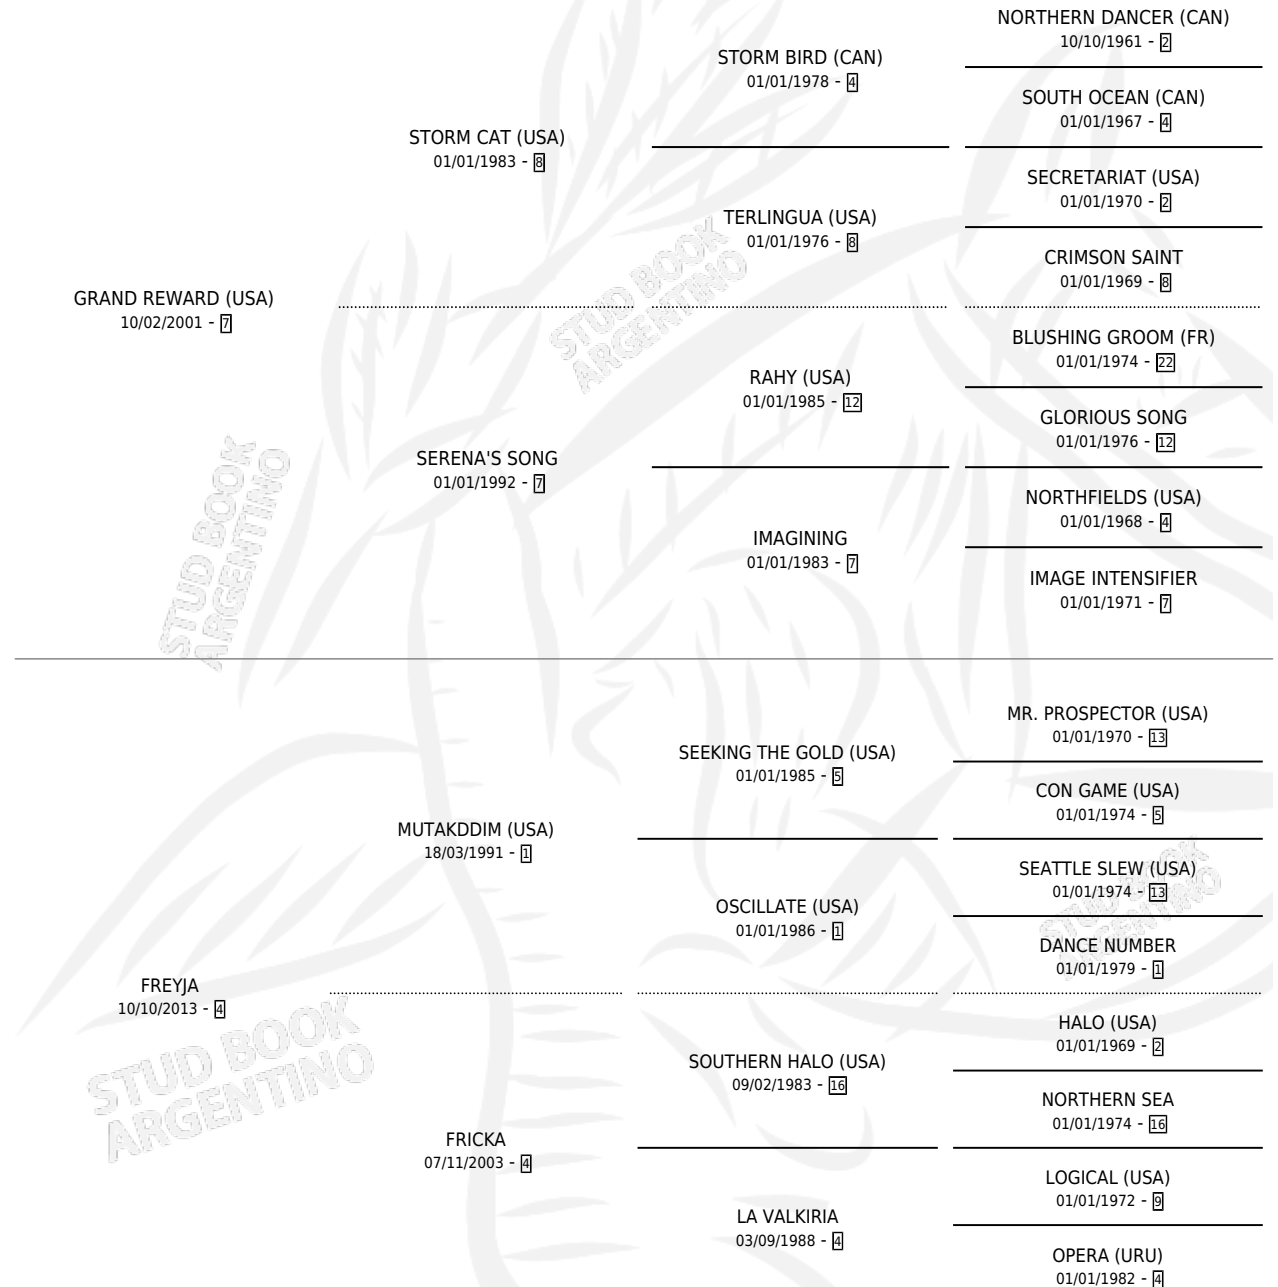 NORTHERN DANCER (CAN)
10/10/1961 - 2
STORM BIRD (CAN)
01/01/1978 - 4
SOUTH OCEAN (CAN)
01/01/1967 - 4
STORM CAT (USA)
01/01/1983 - 8
SECRETARIAT (USA)
01/01/1970 - 2
TERLINGUA (USA)
01/01/1976 - 8
CRIMSON SAINT
01/01/1969 - 8
GRAND REWARD (USA)
10/02/2001 - 7
BLUSHING GROOM (FR)
01/01/1974 - 22
RAHY (USA)
01/01/1985 - 12
GLORIOUS SONG
01/01/1976 - 12
SERENA'S SONG
01/01/1992 - 7
NORTHFIELDS (USA)
01/01/1968 - 4
IMAGINING
01/01/1983 - 7
IMAGE INTENSIFIER
01/01/1971 - 7
MR. PROSPECTOR (USA)
01/01/1970 - 13
SEEKING THE GOLD (USA)
01/01/1985 - 5
CON GAME (USA)
01/01/1974 - 5
MUTAKDDIM (USA)
18/03/1991 - 1
SEATTLE SLEW (USA)
01/01/1974 - 13
OSCILLATE (USA)
01/01/1986 - 1
DANCE NUMBER
01/01/1979 - 1
FREYJA
10/10/2013 - 4
HALO (USA)
01/01/1969 - 2
SOUTHERN HALO (USA)
09/02/1983 - 16
NORTHERN SEA
01/01/1974 - 16
FRICKA
07/11/2003 - 4
LOGICAL (USA)
01/01/1972 - 9
LA VALKIRIA
03/09/1988 - 4
OPERA (URU)
01/01/1982 - 4
STUD BOOK
ARGENTINO
STUD BOOK
ARGENTINO
STUD BOOK
ARGENTINO
STUD BOOK
ARGENTINO